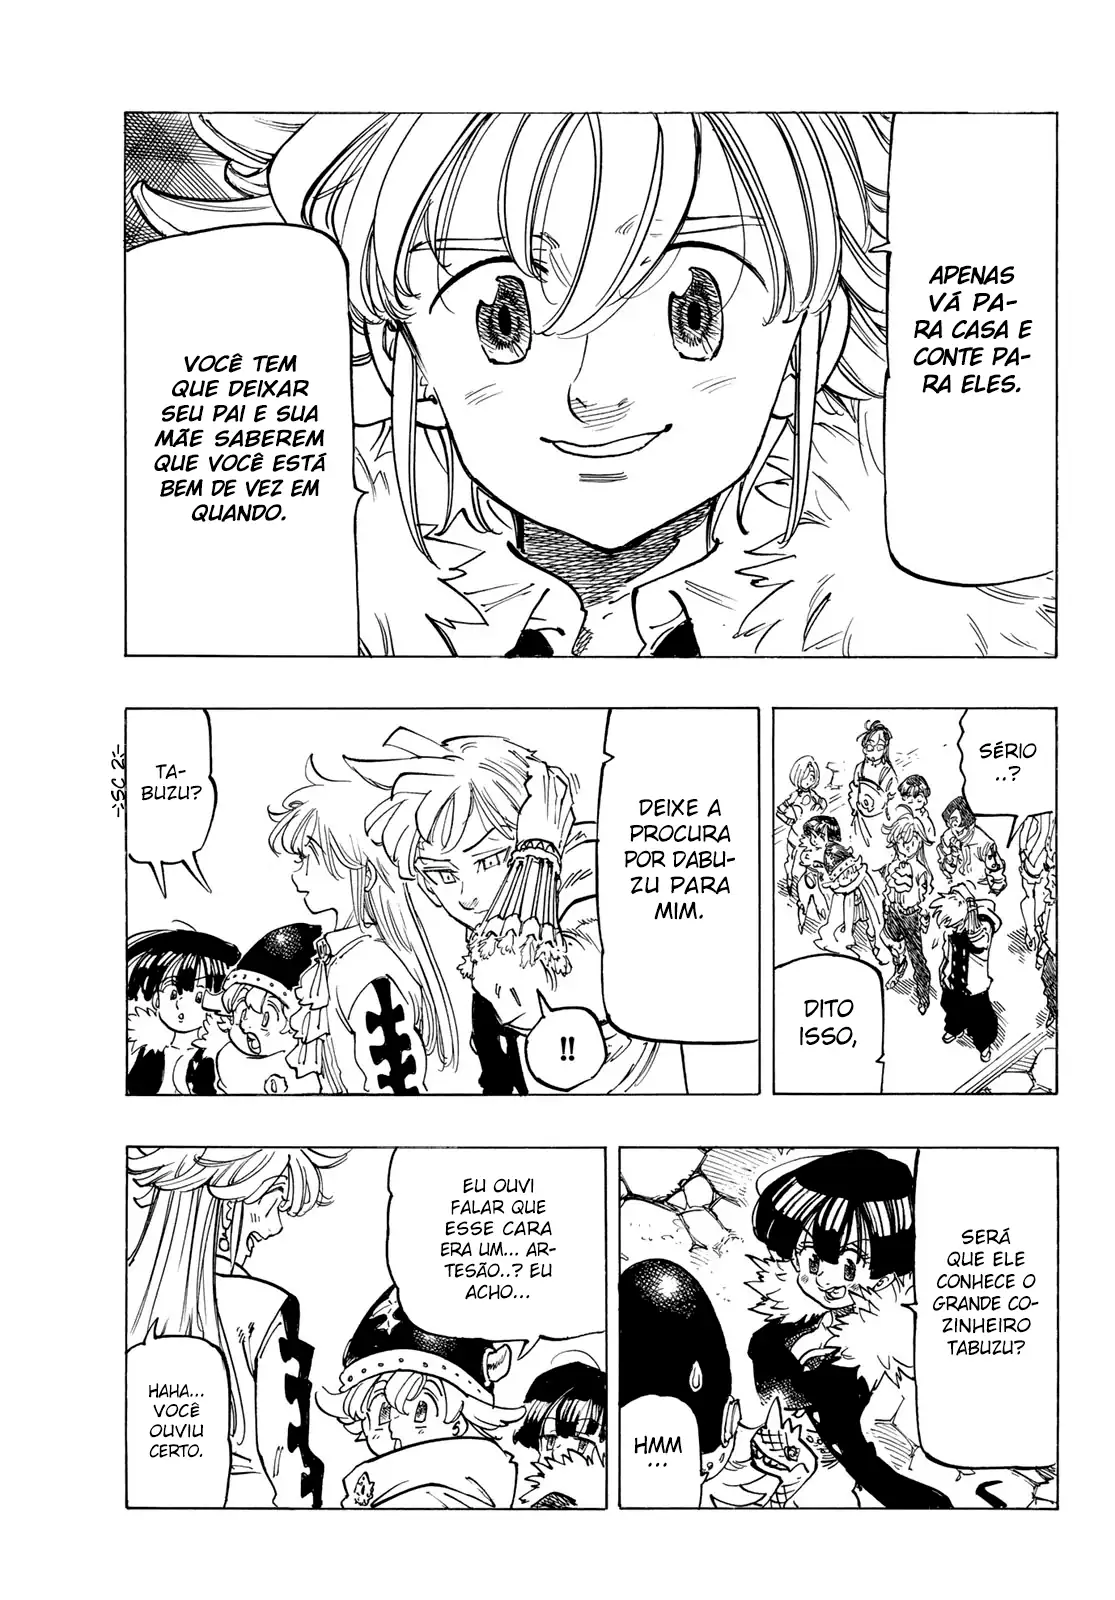 APENAS
VÁ PA-
RA CASA E
CONTE PA-
RA ELES.
VOCÊ TEM
QUE DEIXAR
SEU PAI E SUA
MÃE SABEREM
QUE VOCÊ ESTÁ
BEM DE VEZ EM
QUANDO.
SÉRIO
..?
DITO
ISSO,
DEIXE A
PROCURA
POR DABU-
ZU PARA
MIM.
!!
TA-
BUZU?
SC 2
SERÁ
QUE ELE
CONHECE O
GRANDE CO-
ZINHEIRO
TABUZU?
HMM
...
EU OUVI
FALAR QUE
ESSE CARA
ERA UM... AR-
TESÃO..? EU
ACHO...
HAHA...
VOCÊ
OUVIU
CERTO.